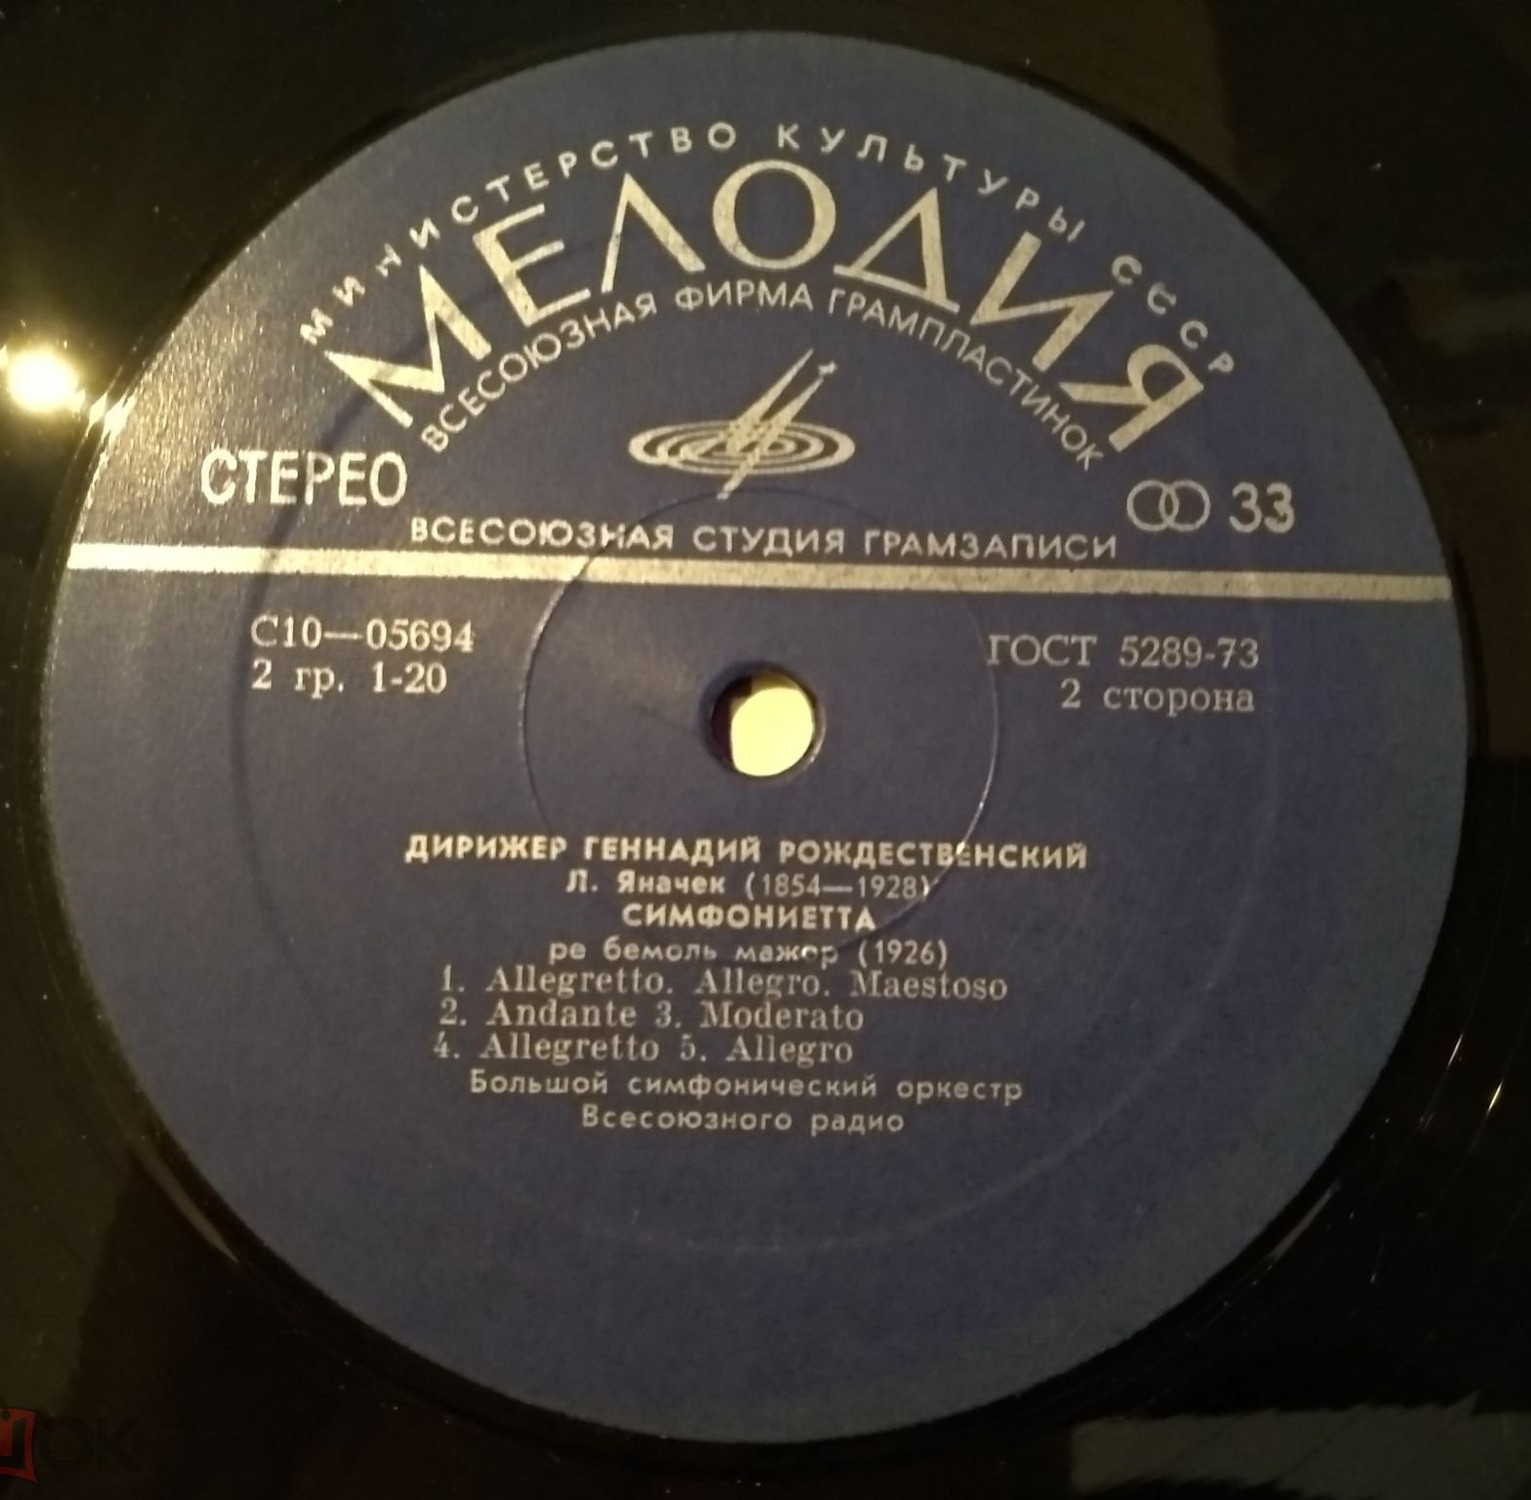 МИНИСТЕРСТВО КУЛЬТУРЫ СССР
МЕЛОДИЯ
ВСЕСОЮЗНАЯ ФИРМА ГРАМПЛАСТИНОК
СТЕРЕО
33
ВСЕСОЮЗНАЯ СТУДИЯ ГРАМЗАПИСИ
С10—05694
ГОСТ 5289-73
2 гр. 1-20
2 сторона
ДИРИЖЕР ГЕННАДИЙ РОЖДЕСТВЕНСКИЙ
Л. Яначек (1854—1928)
СИМФОНИЕТТА
ре бемоль мажор (1926)
1. Allegretto. Allegro. Maestoso
2. Andante 3. Moderato
4. Allegretto 5. Allegro
Большой симфонический оркестр
Всесоюзного радио